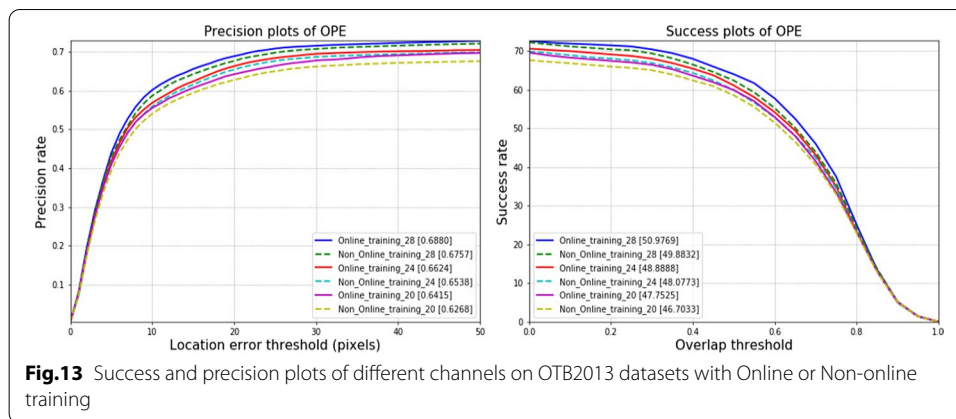 Precision plots of OPE
Precision rate
0.7
0.6
0.5
0.4
0.3
0.2
0.1
Online_training_28 [0.6880]
Non_Online_training_28 [0.6757]
Online_training_24 [0.6624]
Non_Online_training_24 [0.6538]
Online_training_20 [0.6415]
Non_Online_training_20 [0.6268]
0 10 20 30 40 50
Location error threshold (pixels)
Success plots of OPE
Success rate
70
60
50
40
30
20
10
0
Online_training_28 [50.9769]
Non_Online_training_28 [49.8832]
Online_training_24 [48.8888]
Non_Online_training_24 [48.0773]
Online_training_20 [47.7525]
Non_Online_training_20 [46.7033]
0.0 0.2 0.4 0.6 0.8 1.0
Overlap threshold
Fig.13 Success and precision plots of different channels on OTB2013 datasets with Online or Non-online
training